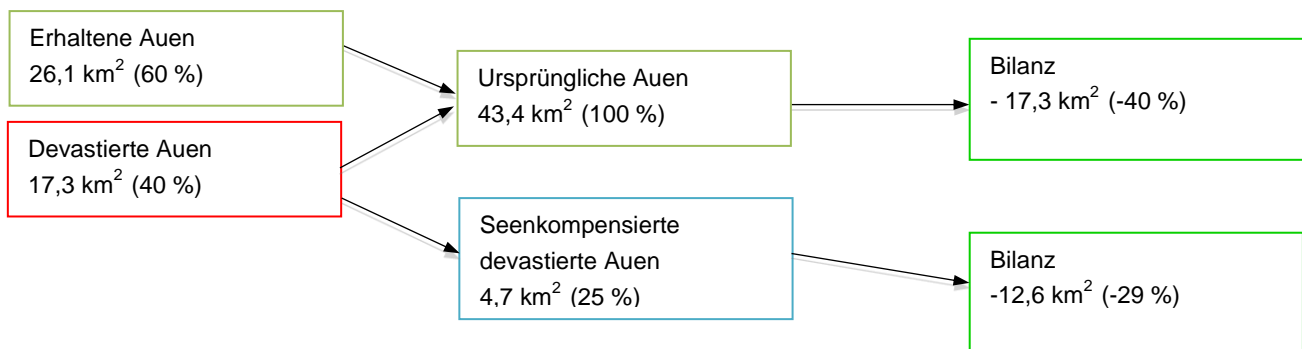 Erhaltene Auen
26,1 km² (60 %)
Devastierte Auen
17,3 km² (40 %)
Ursprüngliche Auen
43,4 km² (100 %)
Seenkompensierte
devastierte Auen
4,7 km² (25 %)
Bilanz
- 17,3 km² (-40 %)
Bilanz
-12,6 km² (-29 %)